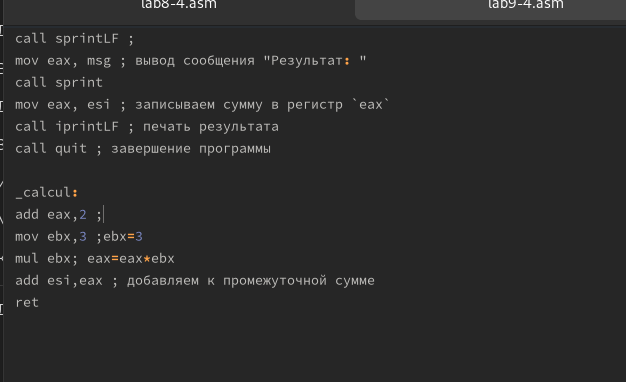 lab8-4.asm
lab9-4.asm
call sprintLF ;
mov eax, msg ; вывод сообщения "Результат: "
call sprint
mov eax, esi ; записываем сумму в регистр `eax`
call iprintLF ; печать результата
call quit ; завершение программы
_calcul:
add eax,2 ;
mov ebx,3 ;ebx=3
mul ebx; eax=eax*ebx
add esi,eax ; добавляем к промежуточной сумме
ret